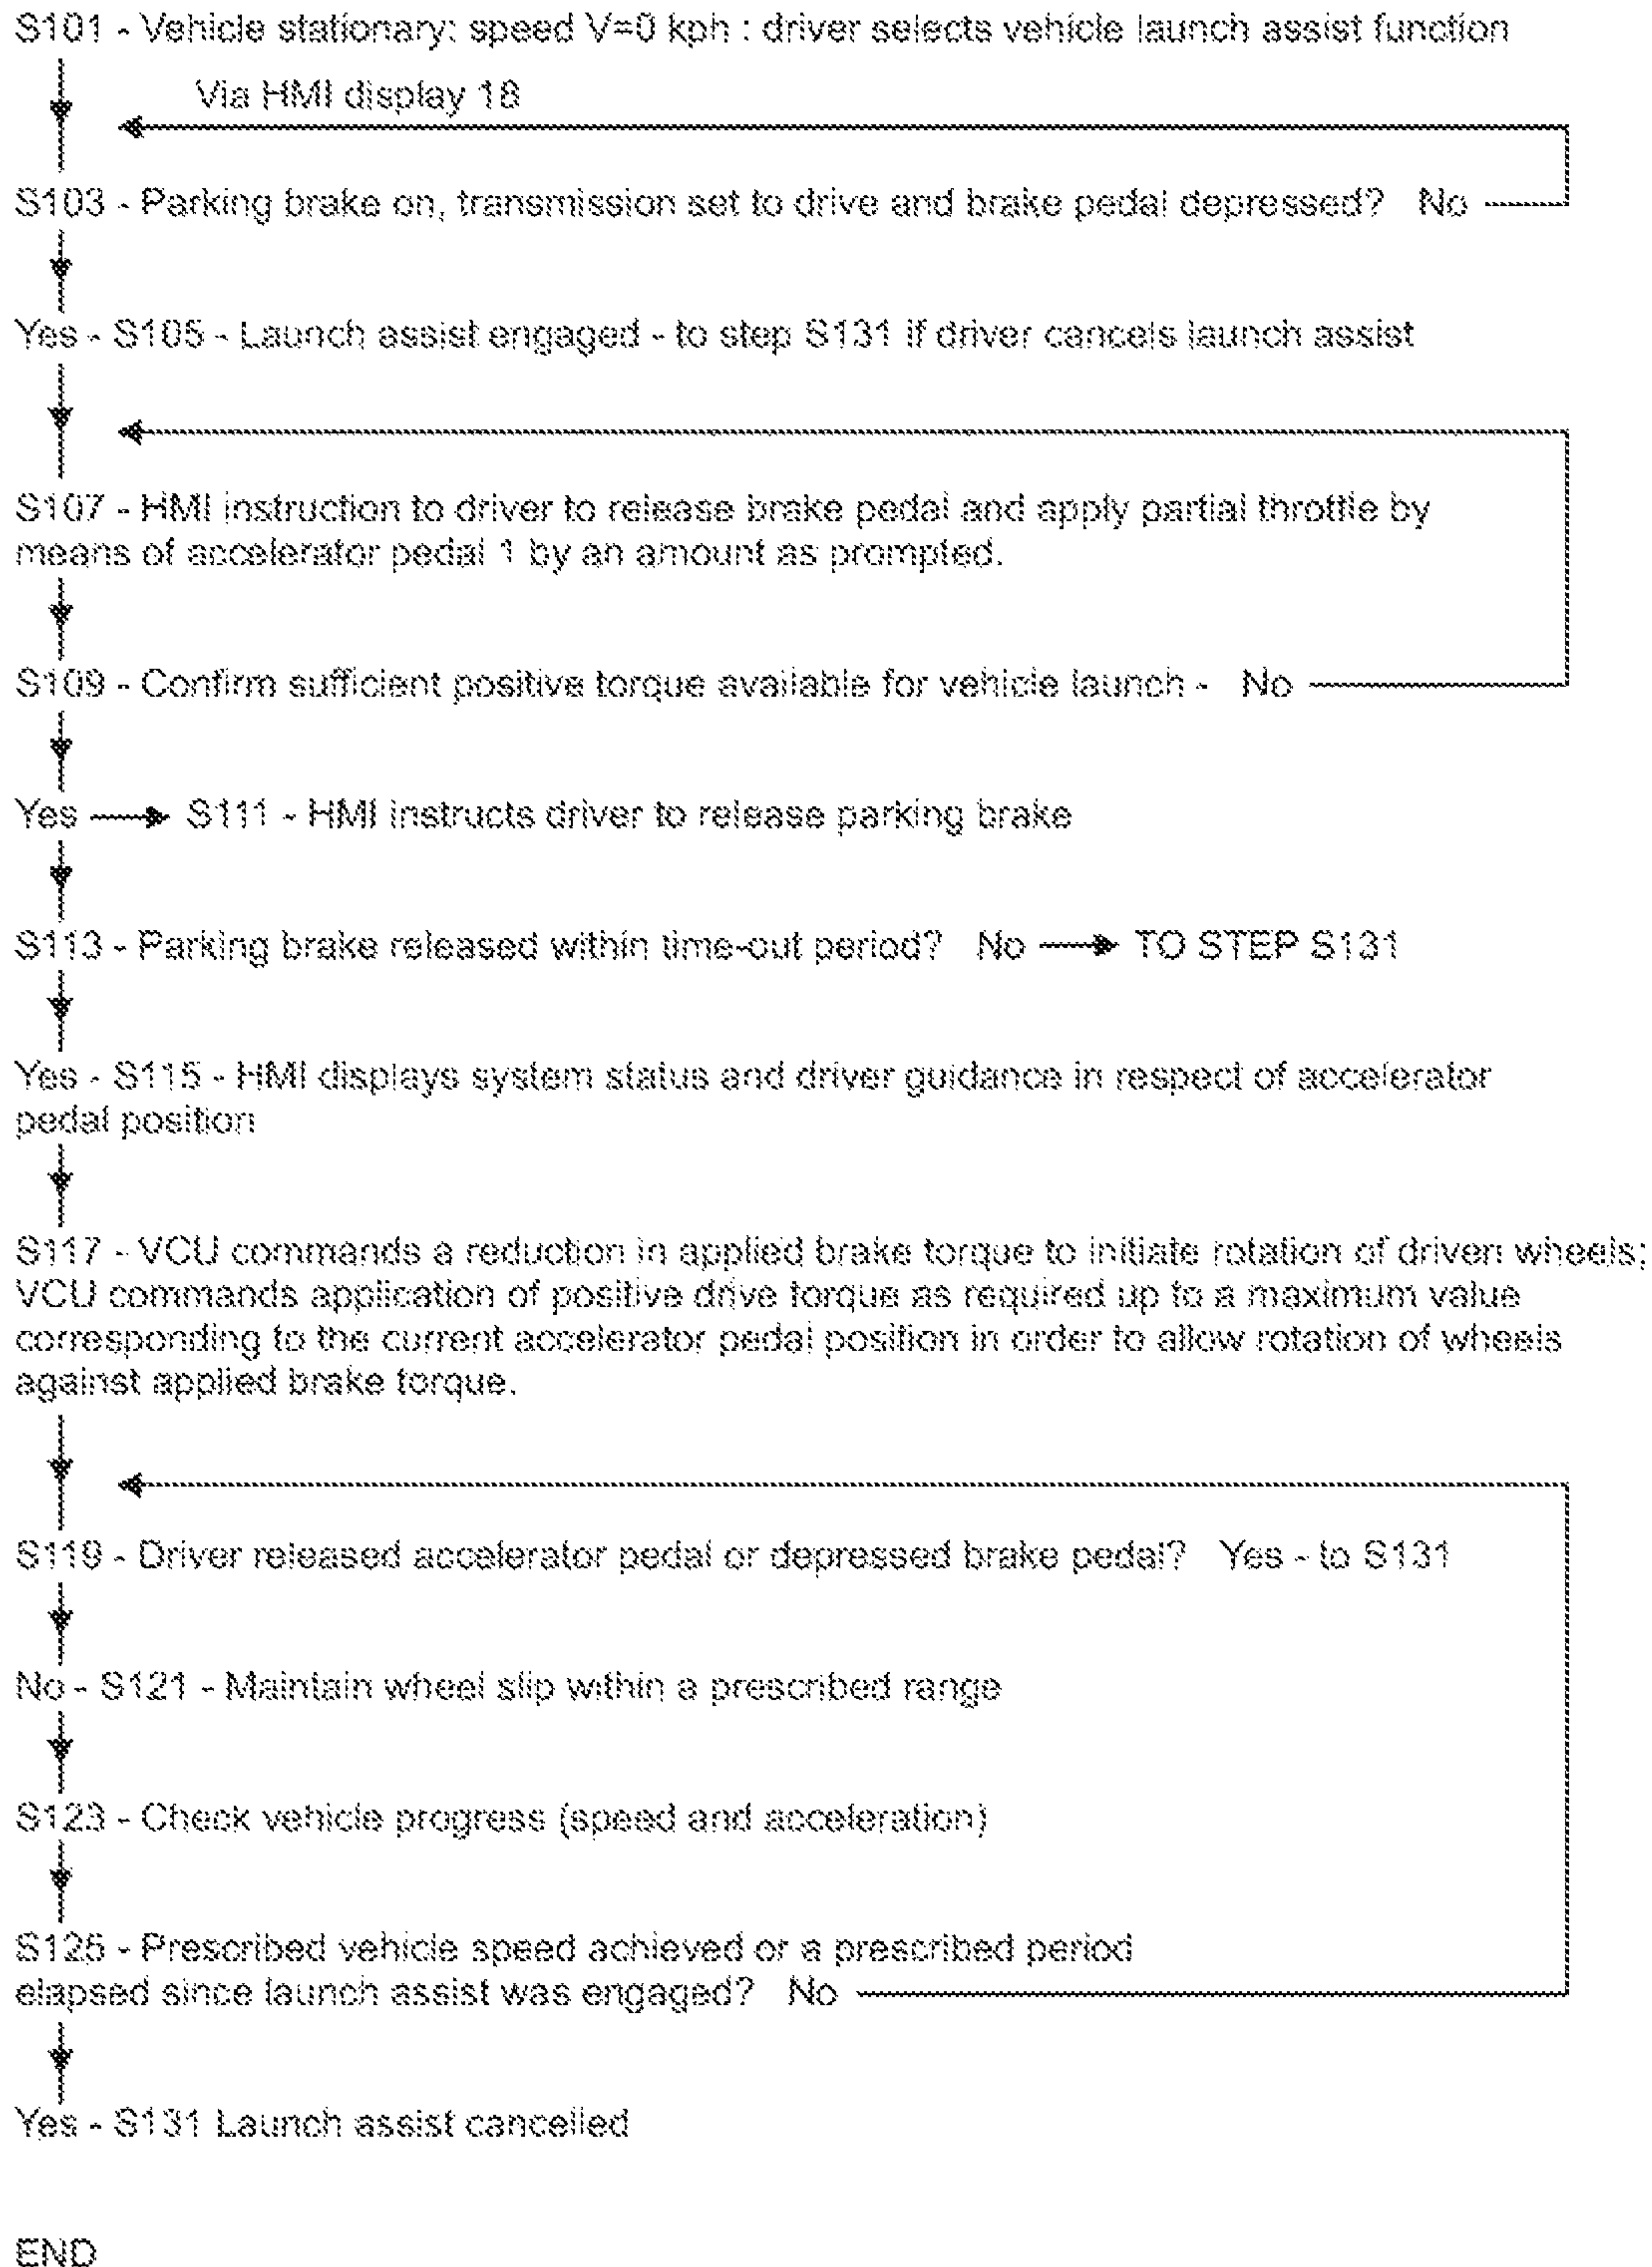 S101 - Vehicle stationary: speed V=0 kph : driver selects vehicle launch assist function
Via HMI display 18
S103 - Parking brake on, transmission set to drive and brake pedal depressed? No
Yes - S105 - Launch assist engaged - to step S131 if driver cancels launch assist
S107 - HMI instruction to driver to release brake pedal and apply partial throttle by
means of accelerator pedal 1 by an amount as prompted.
S109 - Confirm sufficient positive torque available for vehicle launch - No
Yes S111 - HMI instructs driver to release parking brake
S113 - Parking brake released within time-out period? No TO STEP S131
Yes - S115 - HMI displays system status and driver guidance in respect of accelerator
pedal position
S117 - VCU commands a reduction in applied brake torque to initiate rotation of driven wheels;
VCU commands application of positive drive torque as required up to a maximum value
corresponding to the current accelerator pedal position in order to allow rotation of wheels
against applied brake torque.
S119 - Driver released accelerator pedal or depressed brake pedal? Yes - to S131
No - S121 - Maintain wheel slip within a prescribed range
S123 - Check vehicle progress (speed and acceleration)
S125 - Prescribed vehicle speed achieved or a prescribed period
elapsed since launch assist was engaged? No
Yes - S131 Launch assist cancelled
END